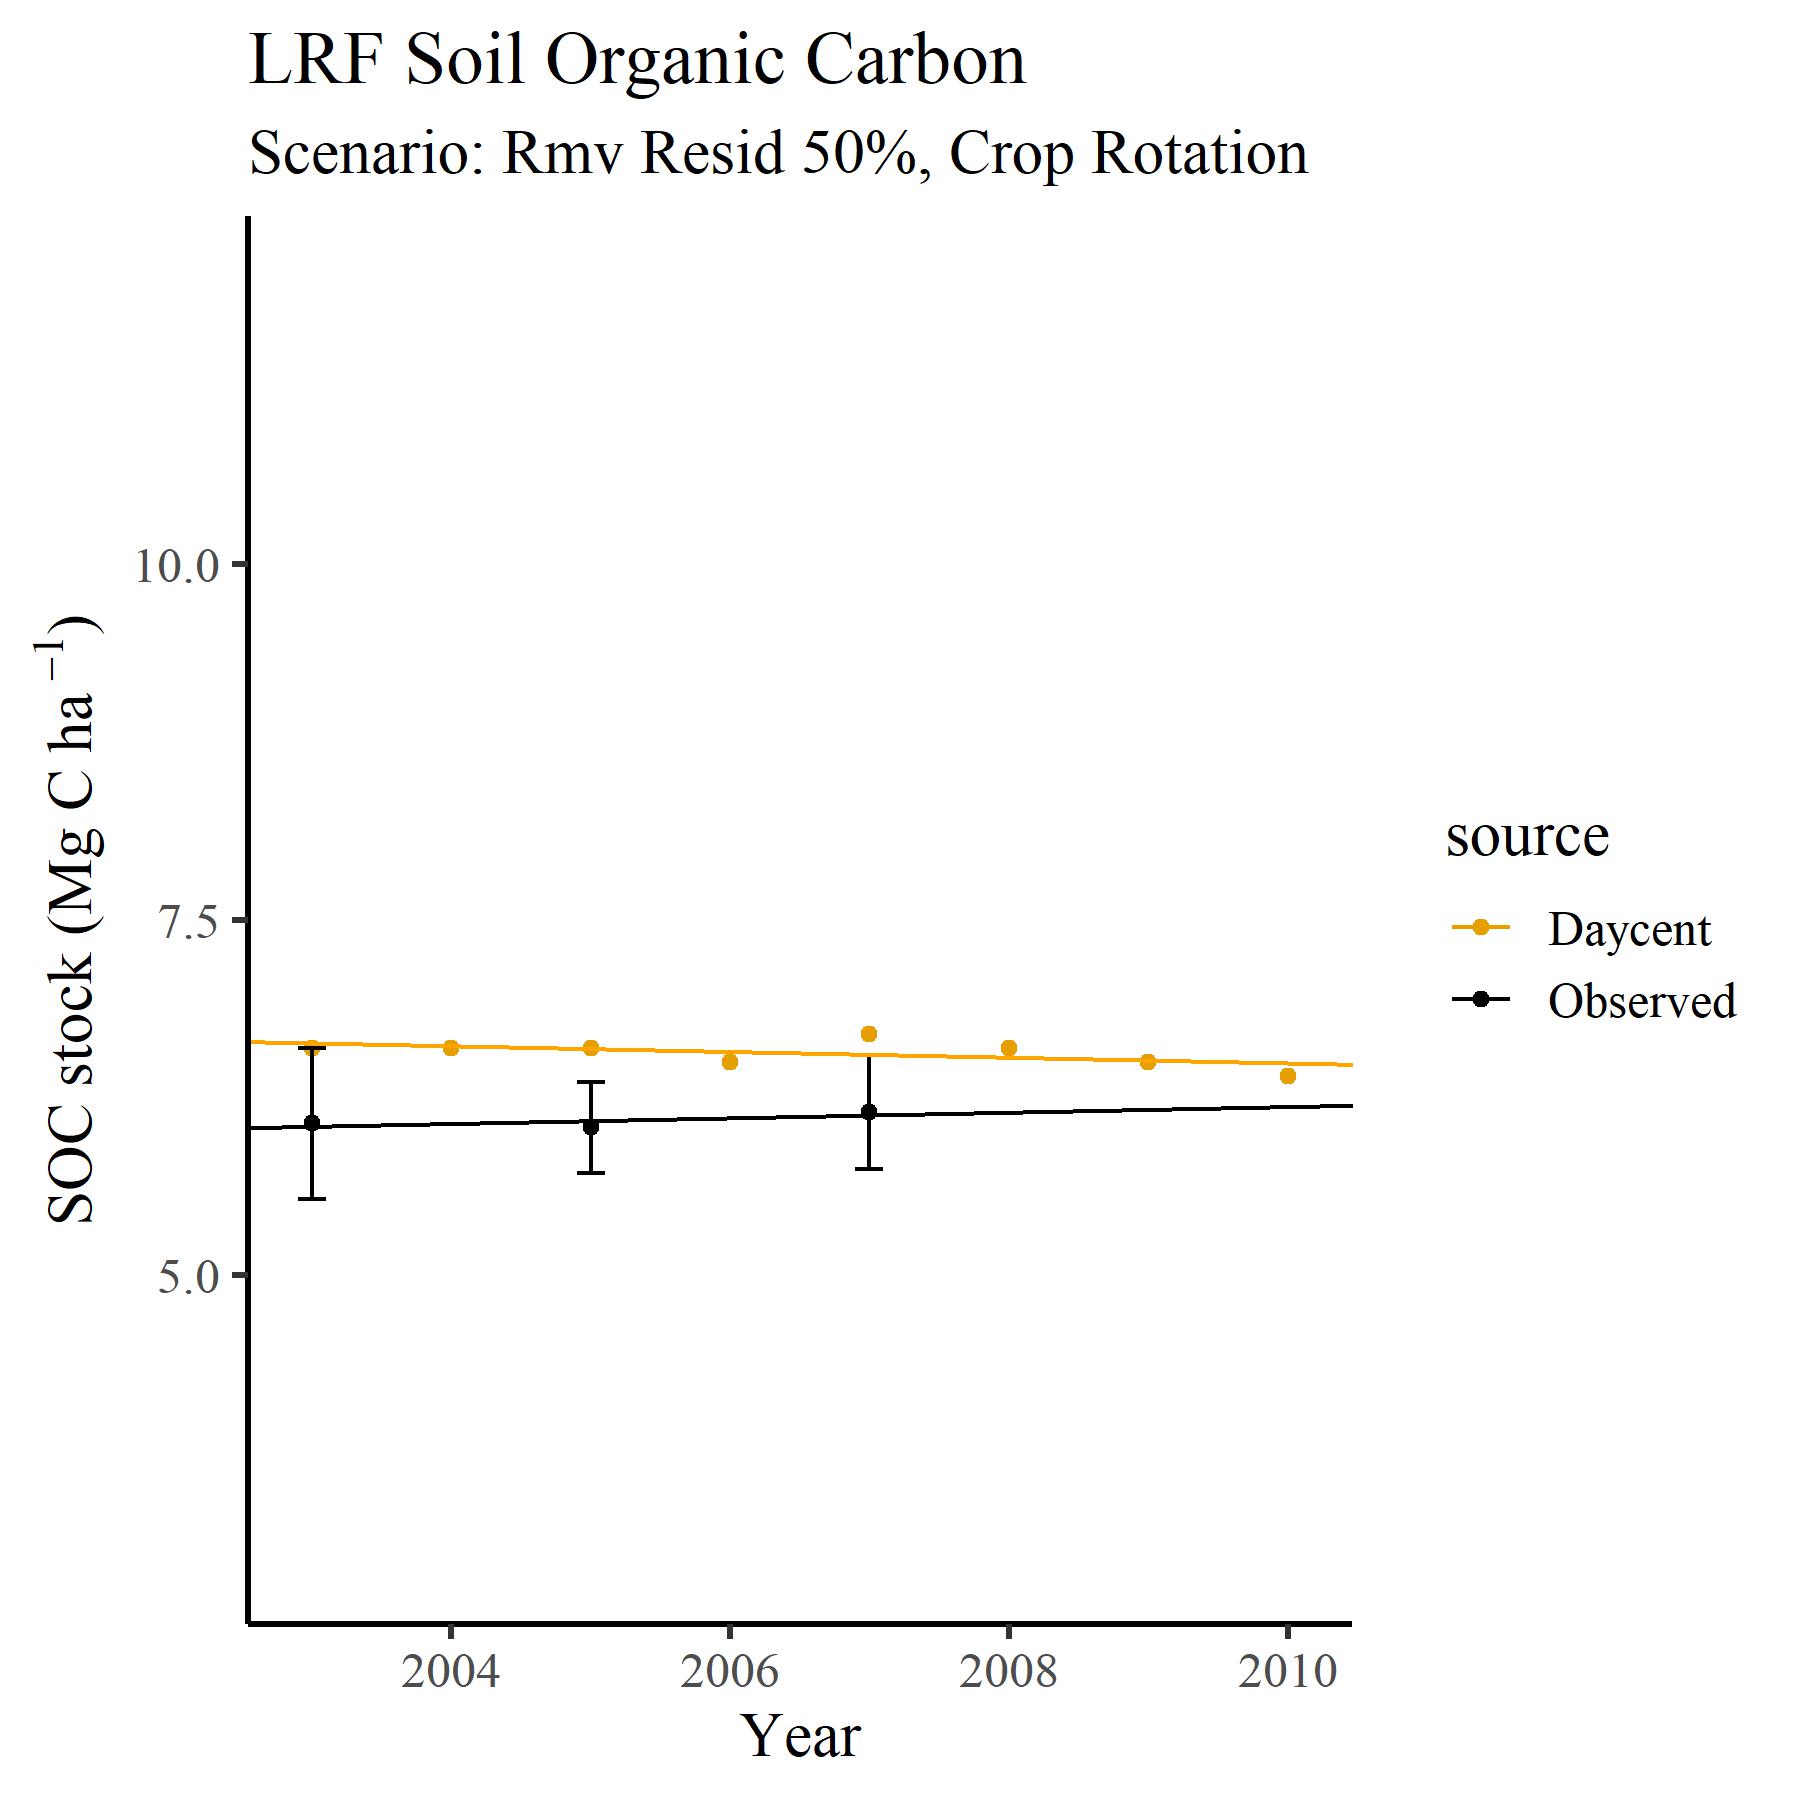 LRF Soil Organic Carbon
Scenario: Rmv Resid 50%, Crop Rotation
SOC stock (Mg C ha⁻¹)
10.0
7.5
5.0
2004 2006 2008 2010
Year
source
Daycent
Observed